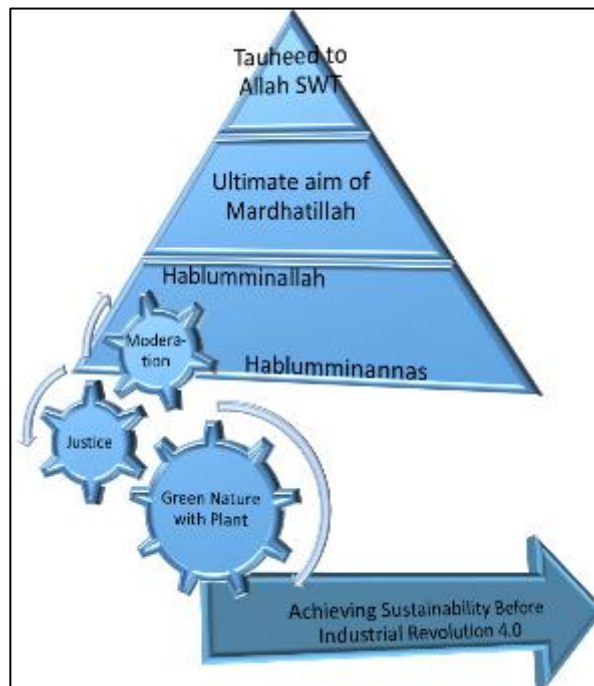 Tauheed to
Allah SWT
Ultimate aim of
Mardhatillah
Hablumminallah
Hablumminannas
Modera-
tion
Justice
Green Nature
with Plant
Achieving Sustainability Before
Industrial Revolution 4.0